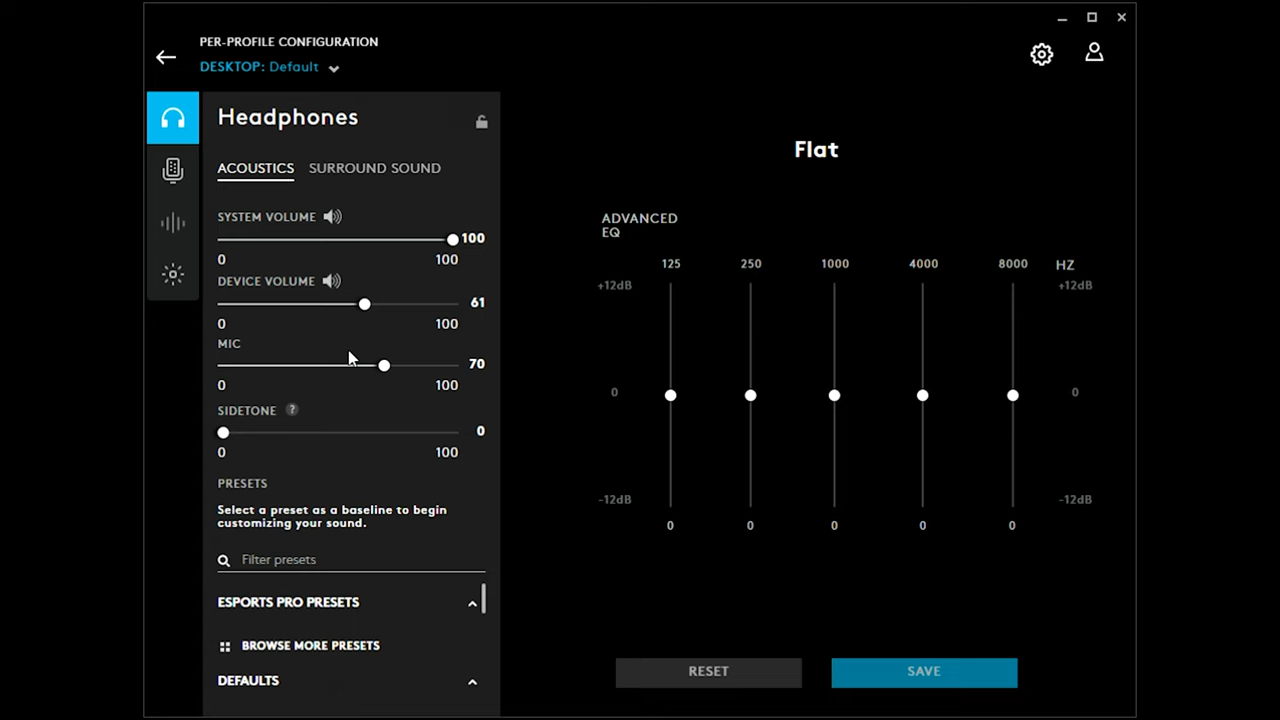 PER-PROFILE CONFIGURATION
DESKTOP: Default
Headphones
ACOUSTICS SURROUND SOUND
SYSTEM VOLUME
100
0 100
DEVICE VOLUME
61
0 100
MIC
70
0 100
SIDETONE ?
0
0 100
PRESETS
Select a preset as a baseline to begin
customizing your sound.
Filter presets
ESPORTS PRO PRESETS
BROWSE MORE PRESETS
DEFAULTS
Flat
ADVANCED
EQ
125 250 1000 4000 8000 HZ
+12dB +12dB
0 0
-12dB -12dB
0 0 0 0 0
RESET SAVE